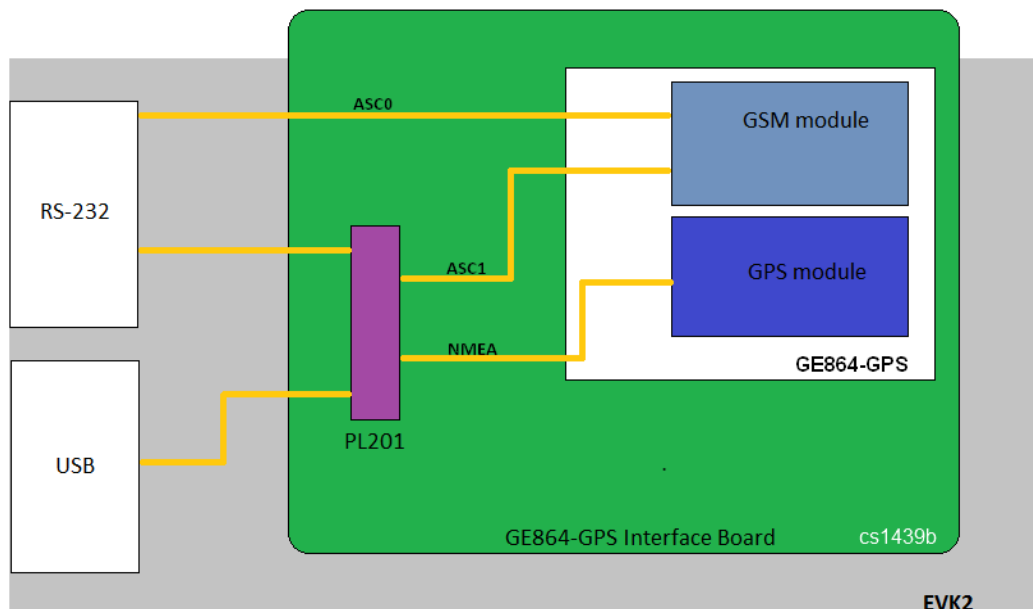 ASC0
GSM module
RS-232
ASC1
GPS module
NMEA
GE864-GPS
PL201
USB
GE864-GPS Interface Board
cs1439b
EVK2